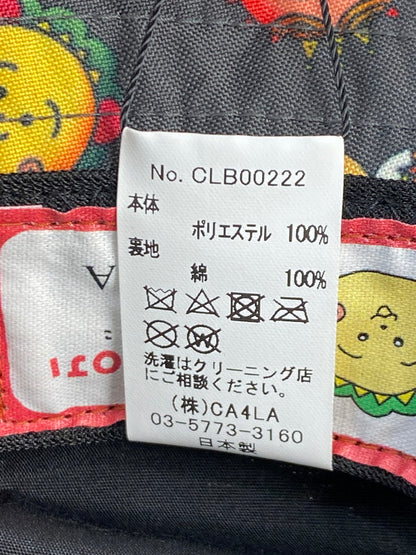 No. CLB00222
本体
ポリエステル 100%
裏地
綿 100%
洗濯はクリーニング店
にご相談ください。
(株)CA4LA
03-5773-3160
日本製
A